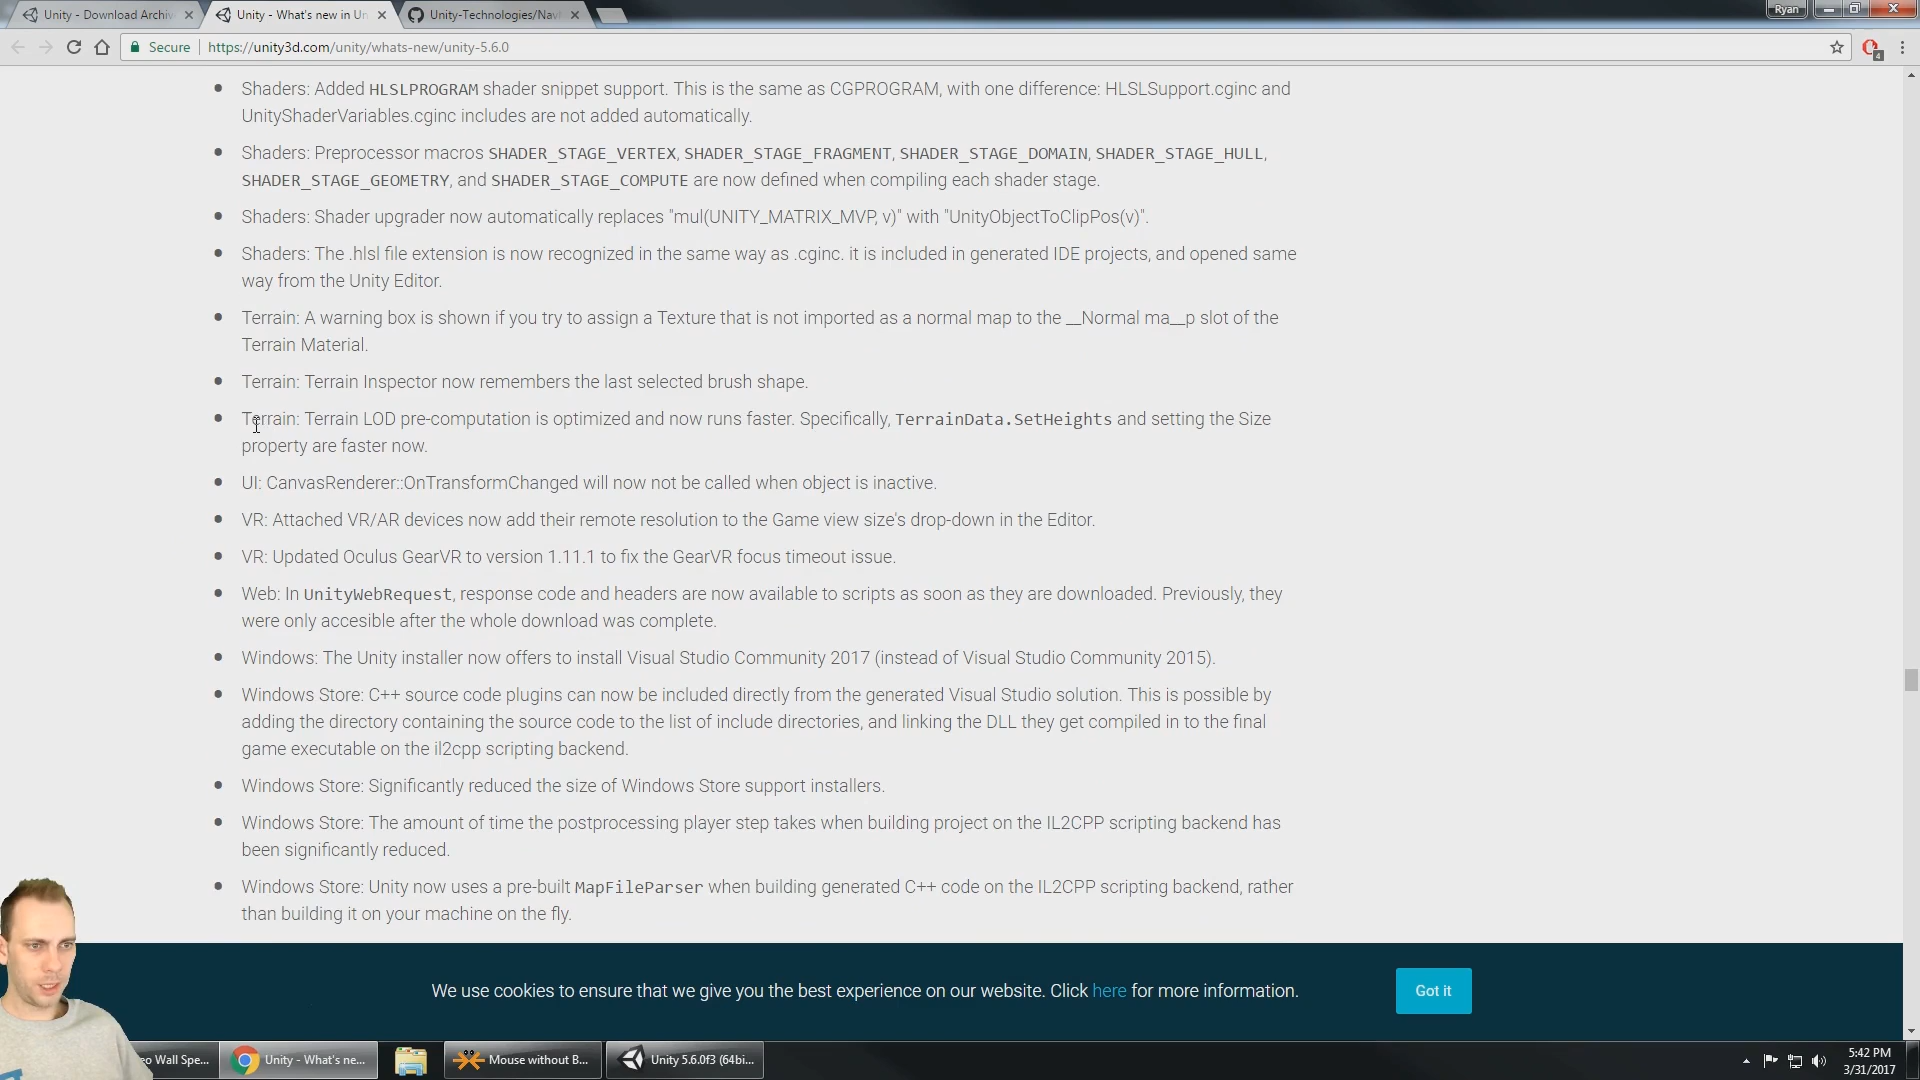 Unity - Download Archiv
Unity - What's new in Un
Unity-Technologies/Nav
Ryan
Secure
https://unity3d.com/unity/whats-new/unity-5.6.0
4
Shaders: Added HLSLPROGRAM shader snippet support. This is the same as CGPROGRAM, with one difference: HLSLSupport.cginc and
UnityShaderVariables.cginc includes are not added automatically.
Shaders: Preprocessor macros SHADER_STAGE_VERTEX, SHADER_STAGE_FRAGMENT, SHADER_STAGE_DOMAIN, SHADER_STAGE_HULL,
SHADER_STAGE_GEOMETRY, and SHADER_STAGE_COMPUTE are now defined when compiling each shader stage.
Shaders: Shader upgrader now automatically replaces "mul(UNITY_MATRIX_MVP, v)" with "UnityObjectToClipPos(v)".
Shaders: The .hlsl file extension is now recognized in the same way as .cginc. it is included in generated IDE projects, and opened same
way from the Unity Editor.
Terrain: A warning box is shown if you try to assign a Texture that is not imported as a normal map to the __Normal ma__p slot of the
Terrain Material.
Terrain: Terrain Inspector now remembers the last selected brush shape.
Terrain: Terrain LOD pre-computation is optimized and now runs faster. Specifically, TerrainData.SetHeights and setting the Size
property are faster now.
UI: CanvasRenderer::OnTransformChanged will now not be called when object is inactive.
VR: Attached VR/AR devices now add their remote resolution to the Game view size's drop-down in the Editor.
VR: Updated Oculus GearVR to version 1.11.1 to fix the GearVR focus timeout issue.
Web: In UnityWebRequest, response code and headers are now available to scripts as soon as they are downloaded. Previously, they
were only accesible after the whole download was complete.
Windows: The Unity installer now offers to install Visual Studio Community 2017 (instead of Visual Studio Community 2015).
Windows Store: C++ source code plugins can now be included directly from the generated Visual Studio solution. This is possible by
adding the directory containing the source code to the list of include directories, and linking the DLL they get compiled in to the final
game executable on the il2cpp scripting backend.
Windows Store: Significantly reduced the size of Windows Store support installers.
Windows Store: The amount of time the postprocessing player step takes when building project on the IL2CPP scripting backend has
been significantly reduced.
Windows Store: Unity now uses a pre-built MapFileParser when building generated C++ code on the IL2CPP scripting backend, rather
than building it on your machine on the fly.
We use cookies to ensure that we give you the best experience on our website. Click here for more information.
Got it
eo Wall Spe...
Unity - What's ne...
Mouse without B...
Unity 5.6.0f3 (64bi...
5:42 PM
3/31/2017